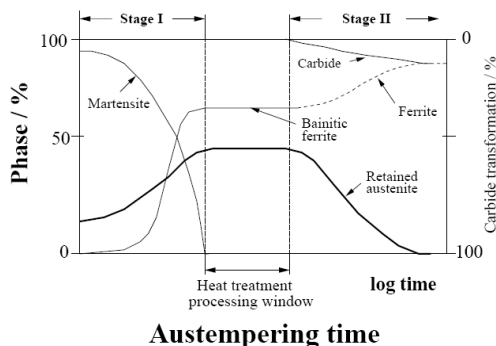 Stage I
Stage II
100
0
Carbide
Martensite
Ferrite
Phase / %
50
Bainitic
ferrite
Retained
austenite
Carbide transformation / %
0
100
Heat treatment
processing window
log time
Austempering time